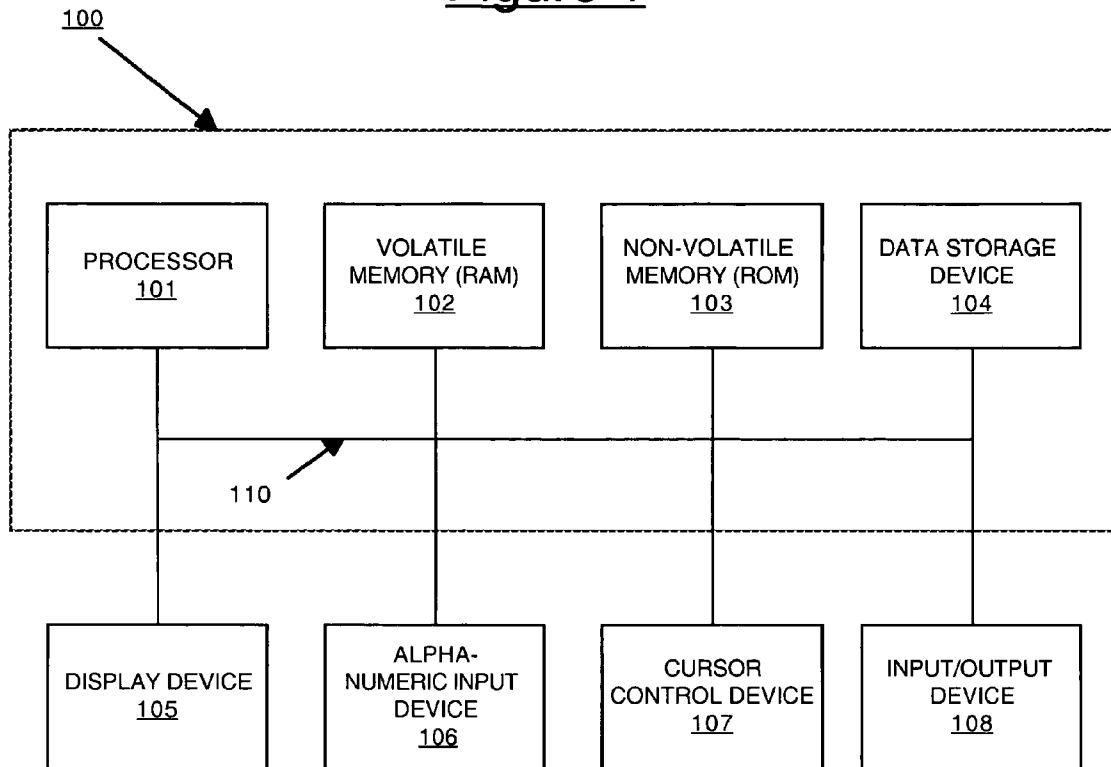 100
PROCESSOR
101
VOLATILE
MEMORY (RAM)
102
NON-VOLATILE
MEMORY (ROM)
103
DATA STORAGE
DEVICE
104
110
DISPLAY DEVICE
105
ALPHA-
NUMERIC INPUT
DEVICE
106
CURSOR
CONTROL DEVICE
107
INPUT/OUTPUT
DEVICE
108